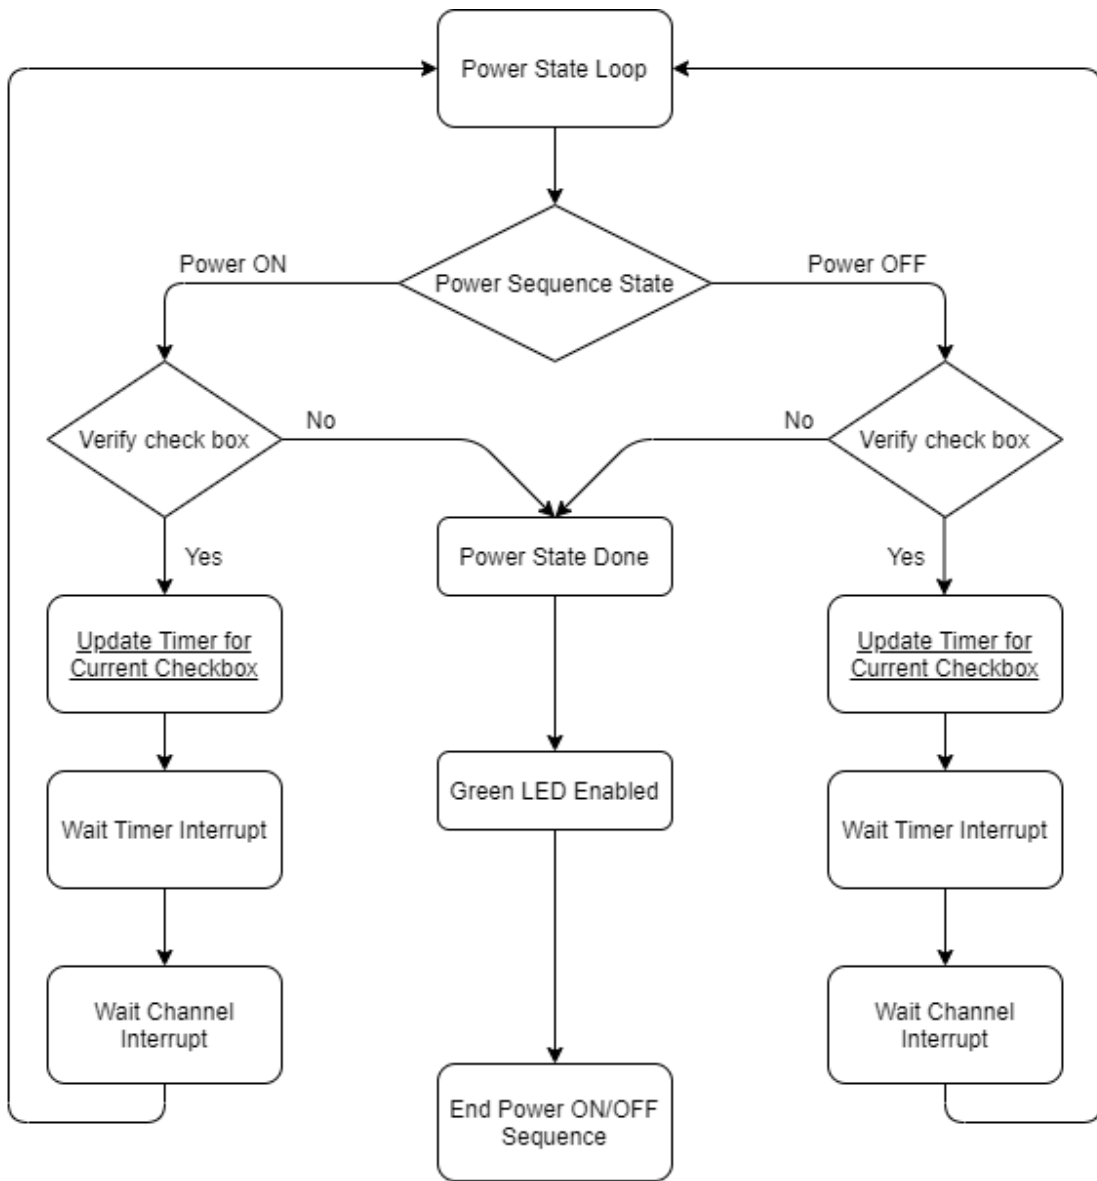 Power State Loop
Power ON
Power OFF
Power Sequence State
No
No
Verify check box
Verify check box
Yes
Power State Done
Yes
Update Timer for
Current Checkbox
Update Timer for
Current Checkbox
Green LED Enabled
Wait Timer Interrupt
Wait Timer Interrupt
Wait Channel
Interrupt
Wait Channel
Interrupt
End Power ON/OFF
Sequence